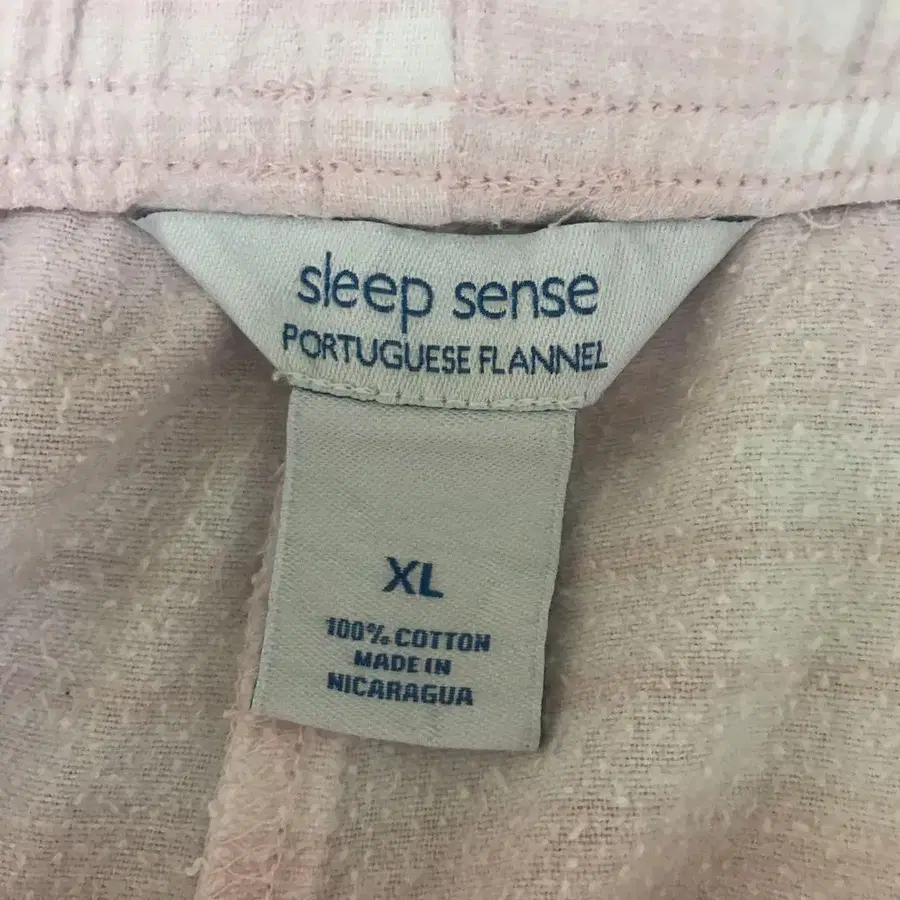 sleep sense
PORTUGUESE FLANNEL
XL
100% COTTON
MADE IN
NICARAGUA